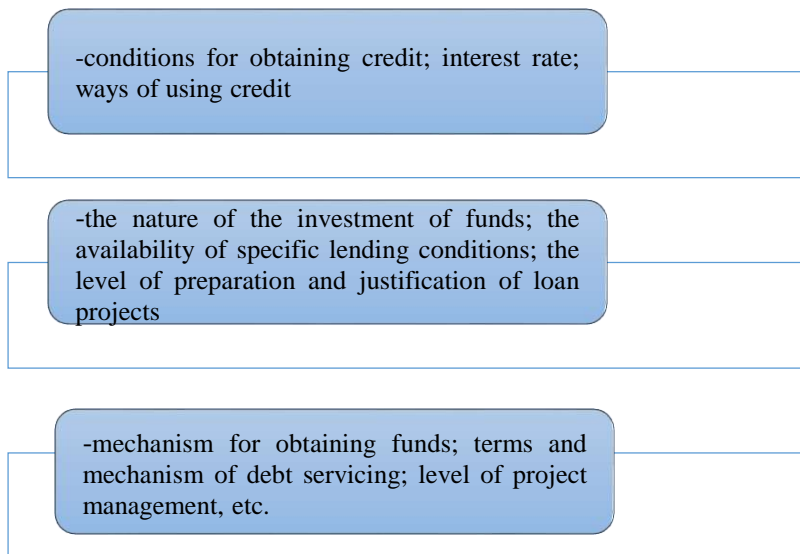 -conditions for obtaining credit; interest rate;
ways of using credit
-the nature of the investment of funds; the
availability of specific lending conditions; the
level of preparation and justification of loan
projects
-mechanism for obtaining funds; terms and
mechanism of debt servicing; level of project
management, etc.